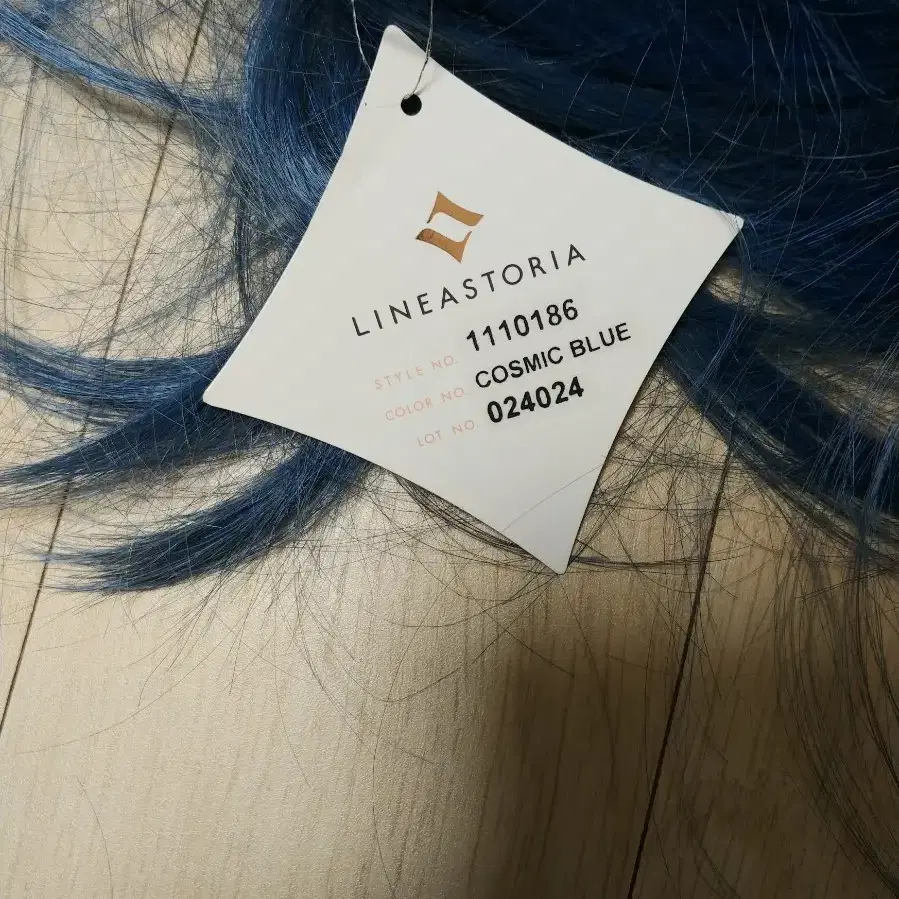 LINEASTORIA
STYLE NO. 1110186
COLOR NO. COSMIC BLUE
LOT NO. 024024